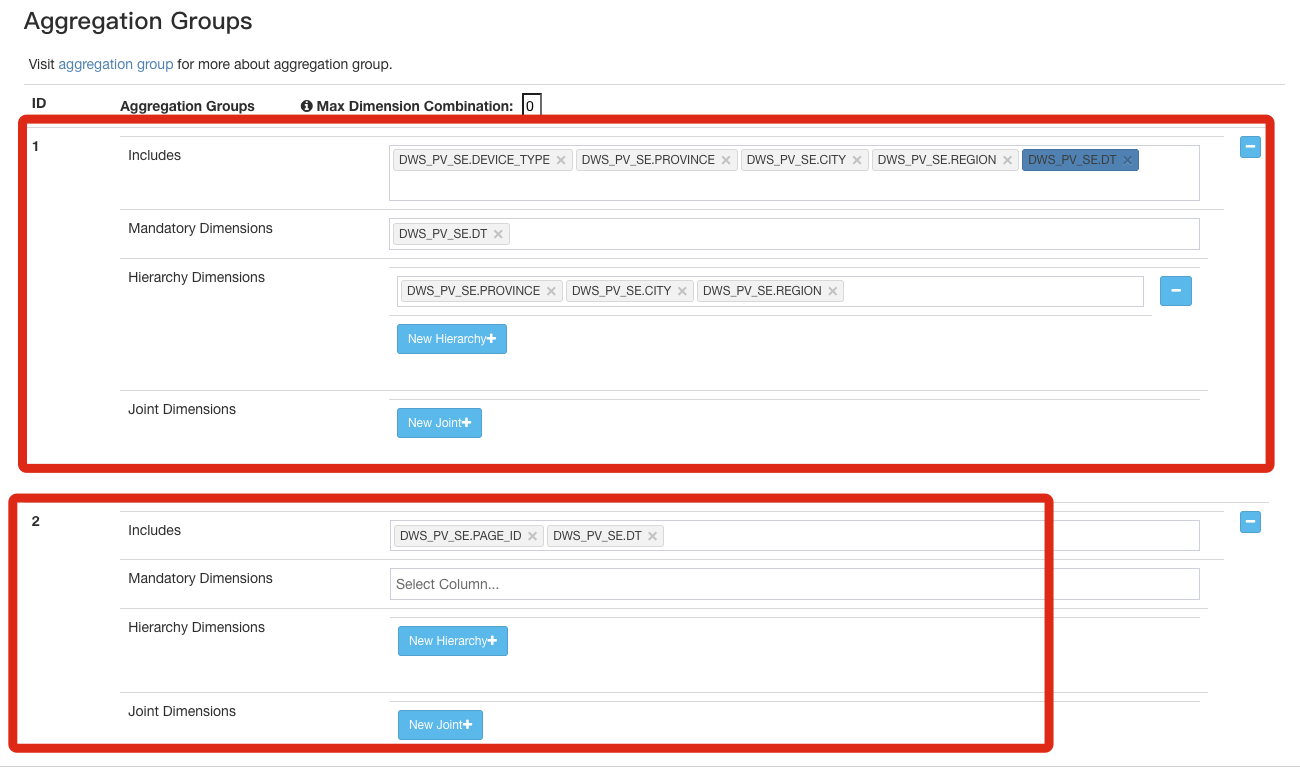 Aggregation Groups
Visit aggregation group for more about aggregation group.
ID Aggregation Groups Max Dimension Combination: 0
1
Includes DWS_PV_SE.DEVICE_TYPE × DWS_PV_SE.PROVINCE × DWS_PV_SE.CITY × DWS_PV_SE.REGION × DWS_PV_SE.DT ×
Mandatory Dimensions DWS_PV_SE.DT ×
Hierarchy Dimensions
DWS_PV_SE.PROVINCE × DWS_PV_SE.CITY × DWS_PV_SE.REGION ×
New Hierarchy+
Joint Dimensions
New Joint+
2
Includes DWS_PV_SE.PAGE_ID × DWS_PV_SE.DT ×
Mandatory Dimensions Select Column...
Hierarchy Dimensions
New Hierarchy+
Joint Dimensions
New Joint+